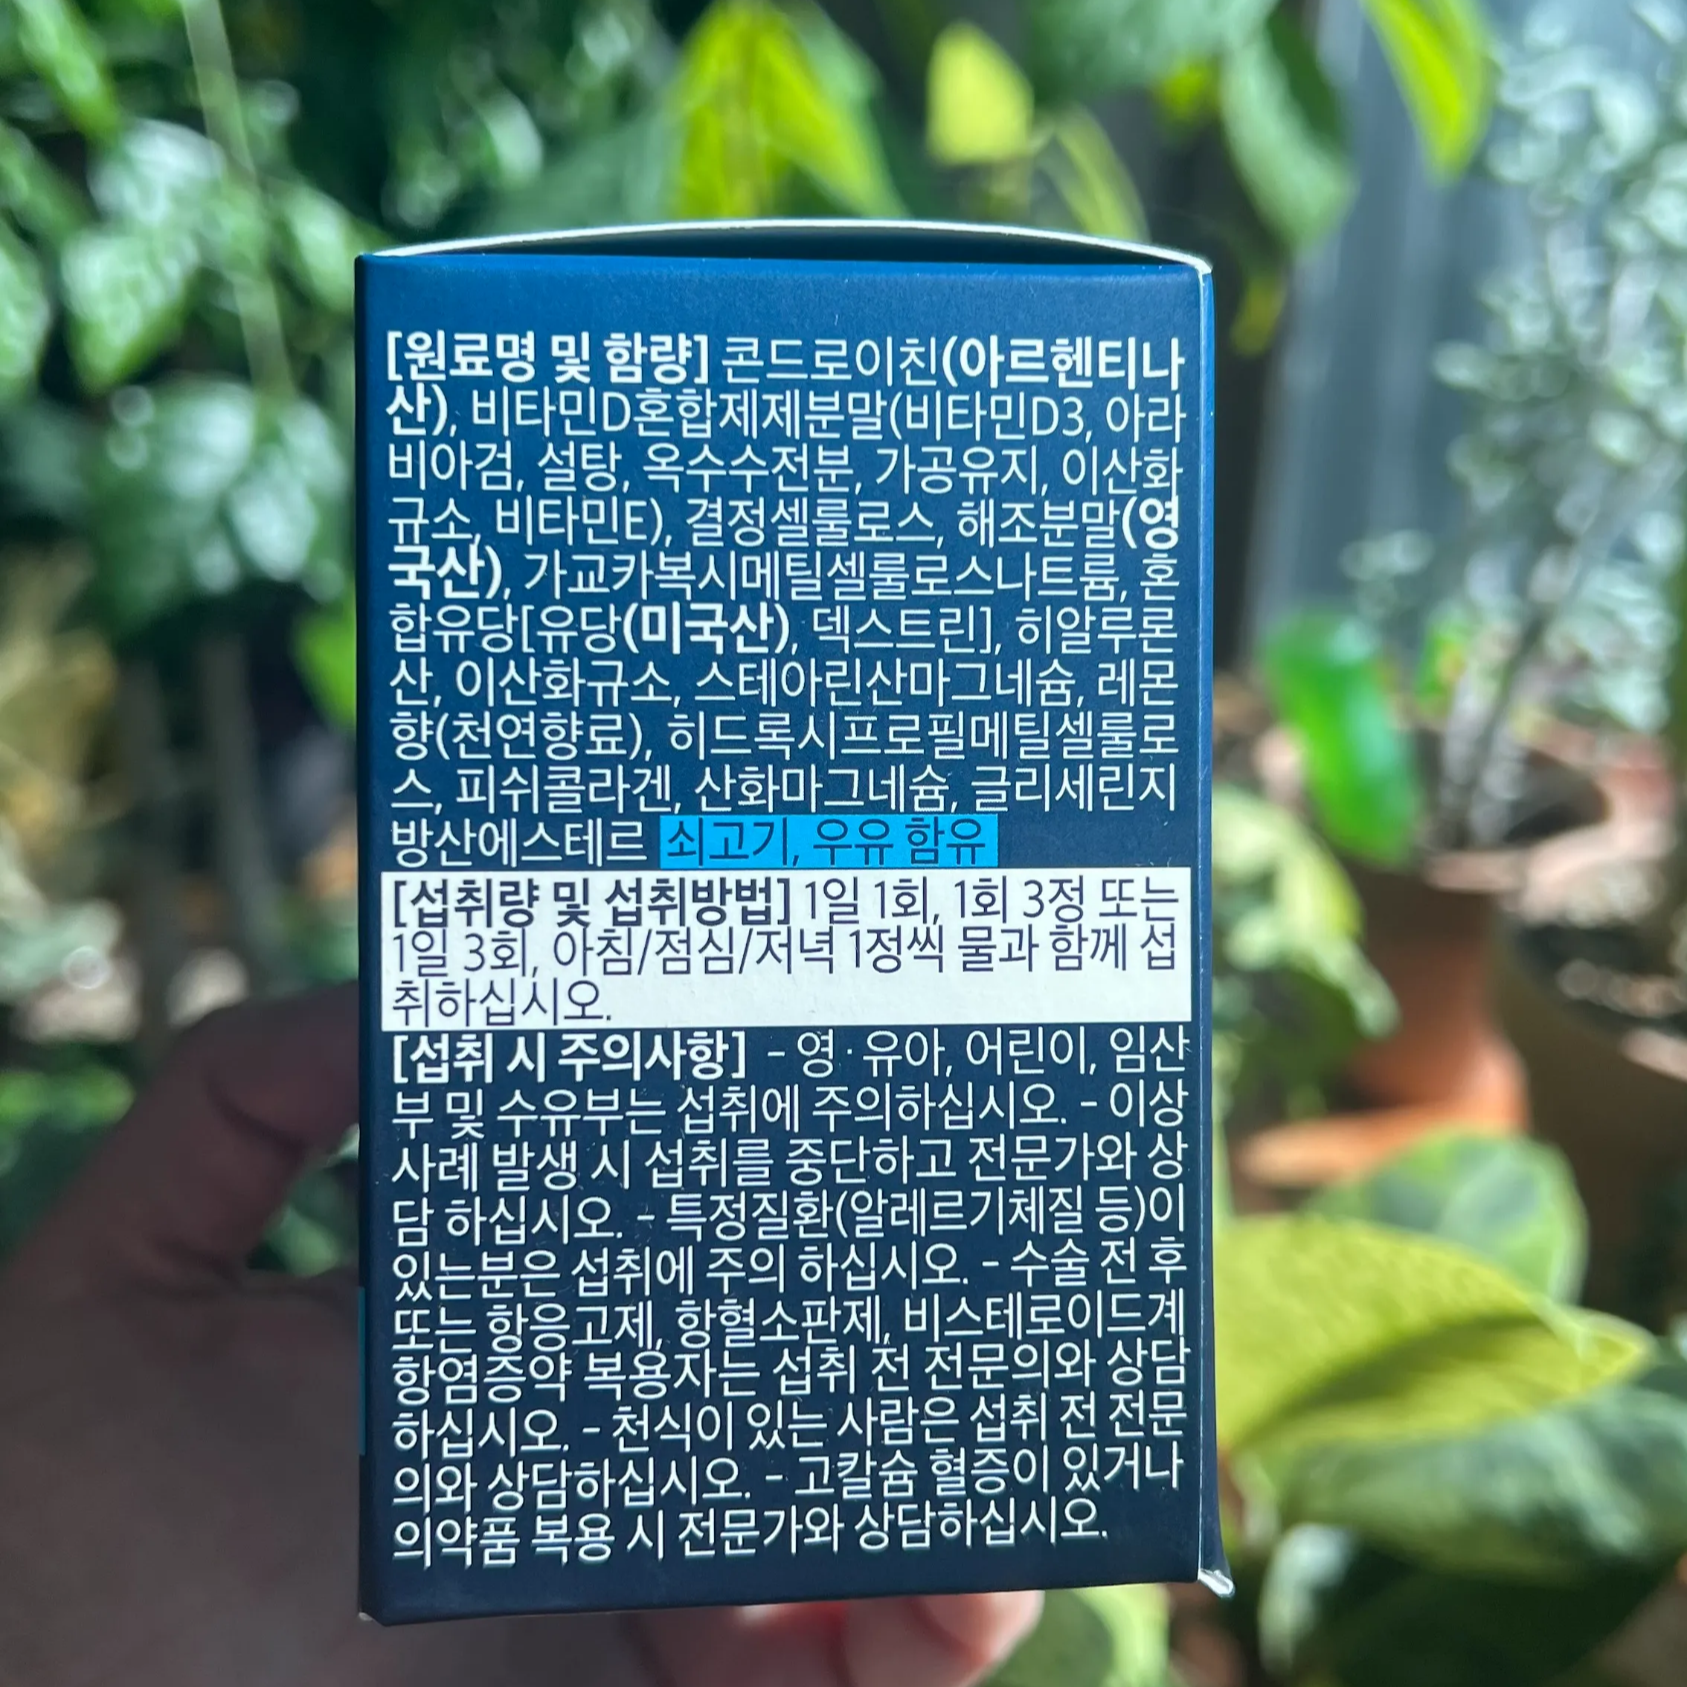 [원료명 및 함량] 콘드로이친(아르헨티나
산), 비타민D혼합제제분말(비타민D3, 아라
비아검, 설탕, 옥수수전분, 가공유지, 이산화
규소, 비타민E), 결정셀룰로스, 해조분말(영
국산), 가교카복시메틸셀룰로스나트륨, 혼
합유당[유당(미국산), 덱스트린], 히알루론
산, 이산화규소, 스테아린산마그네슘, 레몬
향(천연향료), 히드록시프로필메틸셀룰로
스, 피쉬콜라겐, 산화마그네슘, 글리세린지
방산에스테르 쇠고기, 우유 함유
[섭취량 및 섭취방법] 1일 1회, 1회 3정 또는
1일 3회, 아침/점심/저녁 1정씩 물과 함께 섭
취하십시오.
[섭취 시 주의사항] - 영·유아, 어린이, 임산
부 및 수유부는 섭취에 주의하십시오. - 이상
사례 발생 시 섭취를 중단하고 전문가와 상
담 하십시오. - 특정질환(알레르기체질 등)이
있는분은 섭취에 주의 하십시오. - 수술 전 후
또는 항응고제, 항혈소판제, 비스테로이드계
항염증약 복용자는 섭취 전 전문의와 상담
하십시오. - 천식이 있는 사람은 섭취 전 전문
의와 상담하십시오. - 고칼슘 혈증이 있거나
의약품 복용 시 전문가와 상담하십시오.